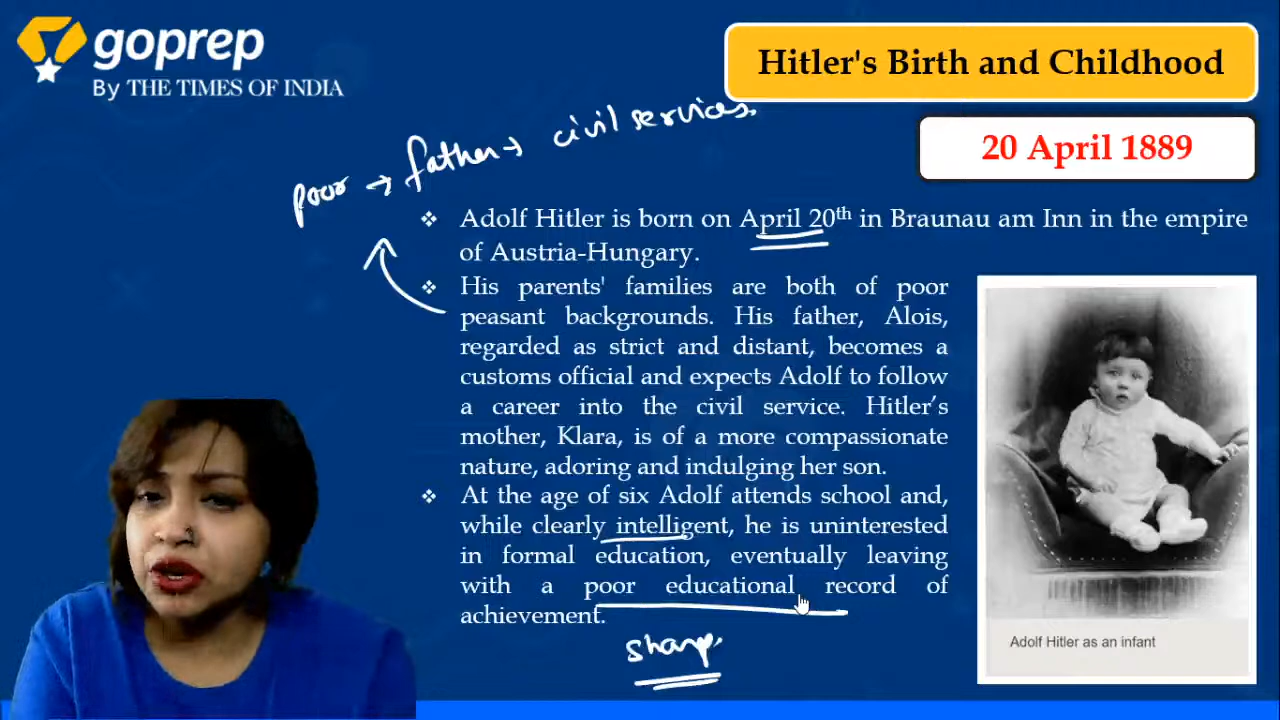 goprep
By THE TIMES OF INDIA
Hitler's Birth and Childhood
20 April 1889
poor → father → civil services.
❖ Adolf Hitler is born on April 20th in Braunau am Inn in the empire
of Austria-Hungary.
❖ His parents' families are both of poor
peasant backgrounds. His father, Alois,
regarded as strict and distant, becomes a
customs official and expects Adolf to follow
a career into the civil service. Hitler's
mother, Klara, is of a more compassionate
nature, adoring and indulging her son.
❖ At the age of six Adolf attends school and,
while clearly intelligent, he is uninterested
in formal education, eventually leaving
with a poor educational record of
achievement.
sharp.
Adolf Hitler as an infant